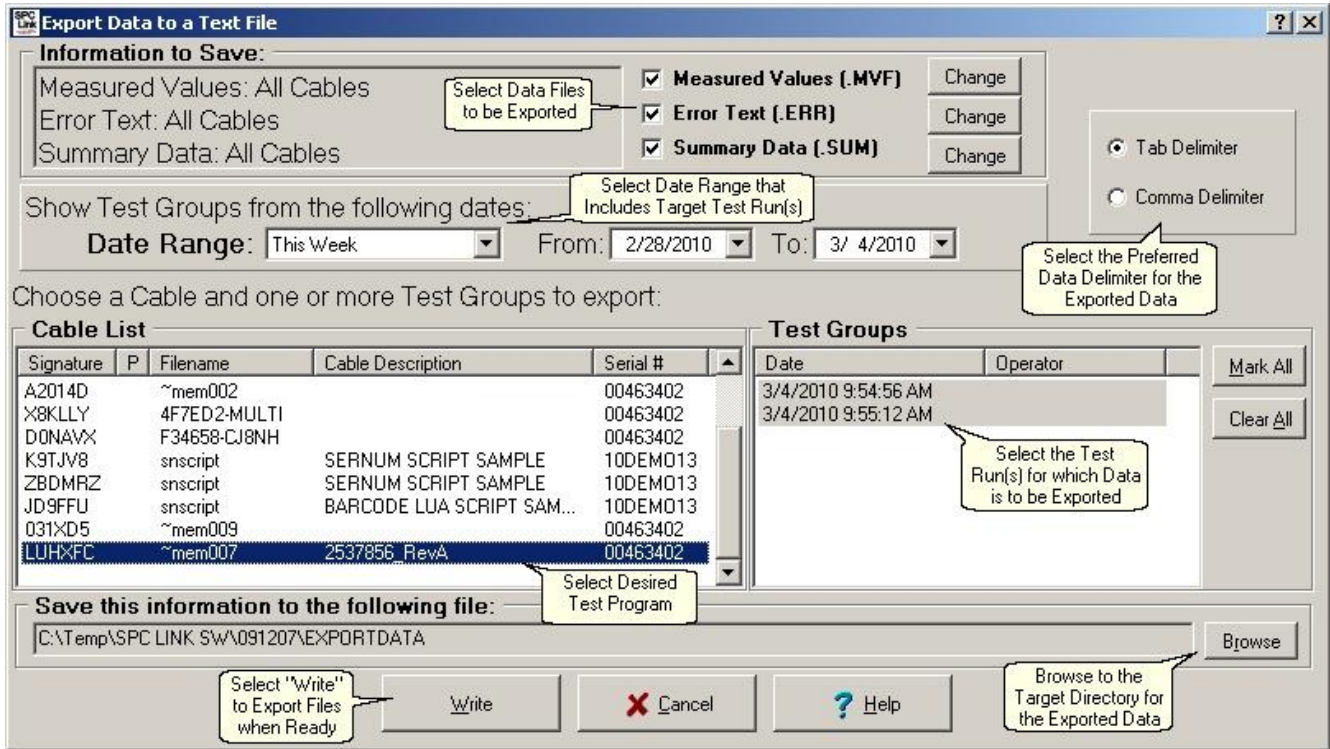 SPC Link
Export Data to a Text File
Information to Save:
Measured Values: All Cables
Error Text: All Cables
Summary Data: All Cables
Select Data Files
to be Exported
Measured Values (.MVF)
Change
Error Text (.ERR)
Change
Summary Data (.SUM)
Change
Tab Delimiter
Comma Delimiter
Select the Preferred
Data Delimiter for the
Exported Data
Show Test Groups from the following dates:
Select Date Range that
Includes Target Test Run(s)
Date Range: This Week From: 2/28/2010 To: 3/ 4/2010
Choose a Cable and one or more Test Groups to export:
Cable List
Signature P Filename Cable Description Serial #
A2014D ~mem002 00463402
X8KLLY 4F7ED2-MULTI 00463402
D0NAVX F34658-CJ8NH 00463402
K9TJV8 snscript SERNUM SCRIPT SAMPLE 10DEMO13
ZBDMRZ snscript SERNUM SCRIPT SAMPLE 10DEMO13
JD9FFU snscript BARCODE LUA SCRIPT SAM... 10DEMO13
031XD5 ~mem009 00463402
LUHXFC ~mem007 2537856_RevA 00463402
Select Desired
Test Program
Test Groups
Date Operator
3/4/2010 9:54:56 AM
3/4/2010 9:55:12 AM
Select the Test
Run(s) for which Data
is to be Exported
Mark All
Clear All
Save this information to the following file:
C:\Temp\SPC LINK SW\091207\EXPORTDATA
Browse
Select "Write"
to Export Files
when Ready
Write
Cancel
Help
Browse to the
Target Directory for
the Exported Data